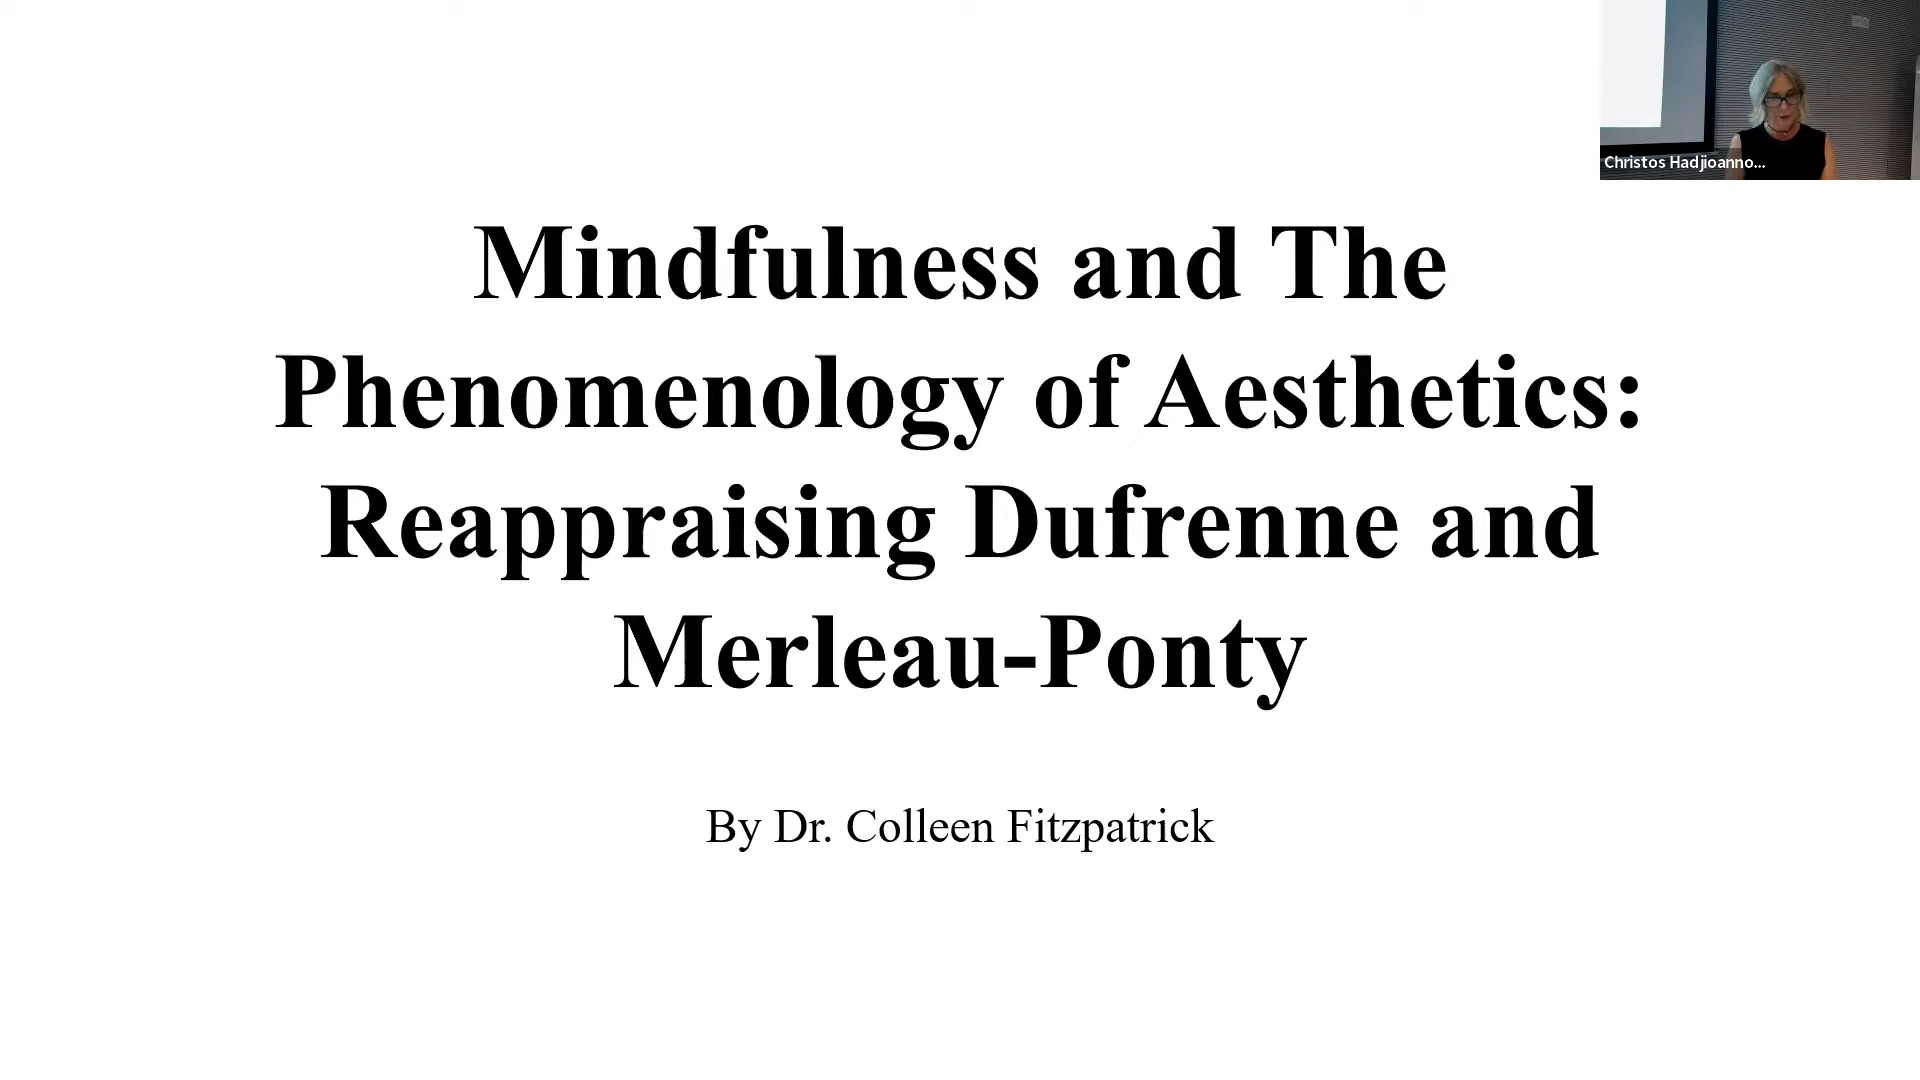 Christos Hadjioanno...
Mindfulness and The
Phenomenology of Aesthetics:
Reappraising Dufrenne and
Merleau-Ponty
By Dr. Colleen Fitzpatrick